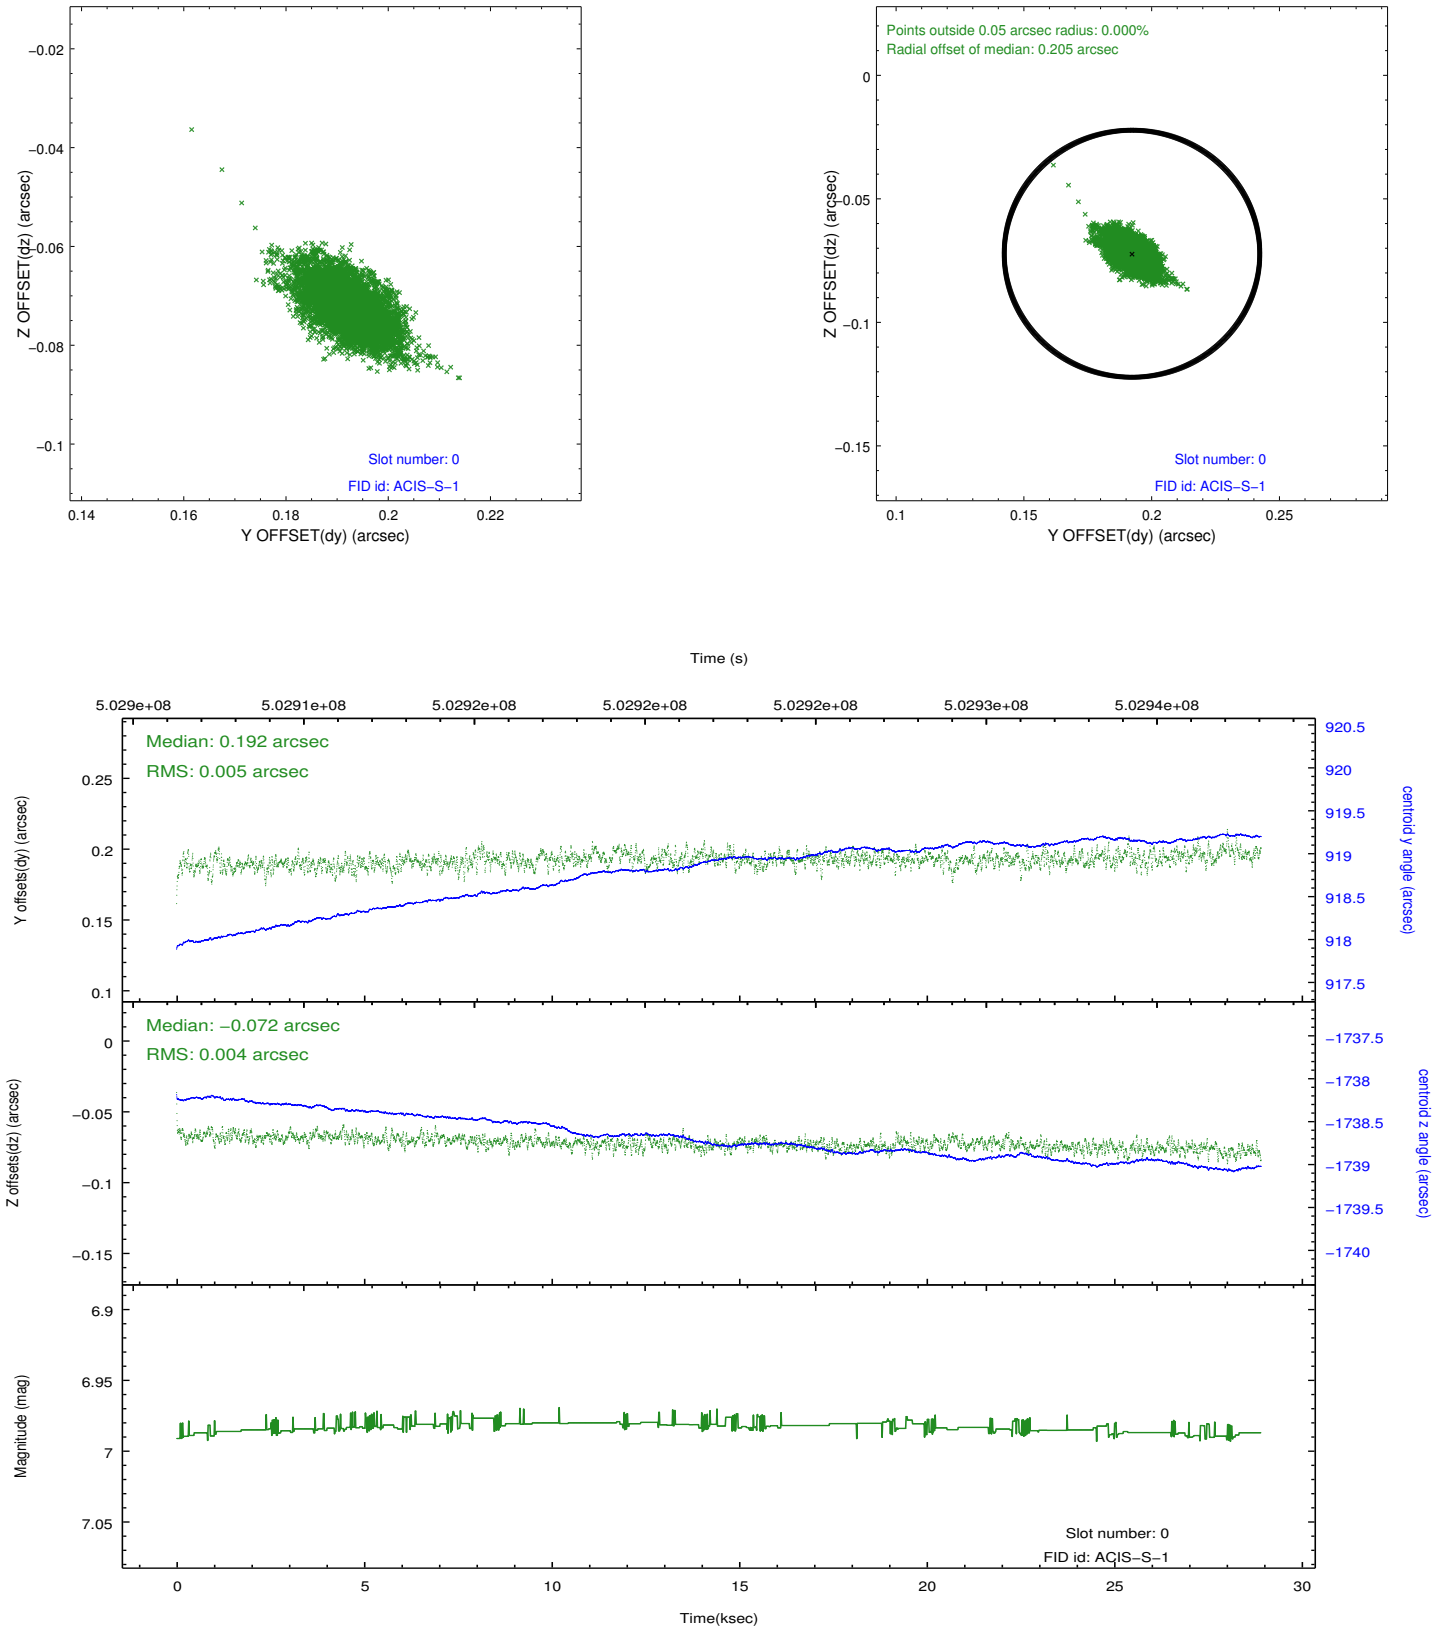 −0.02
−0.04
−0.06
−0.08
−0.1
Z OFFSET(dz) (arcsec)
Slot number: 0
FID id: ACIS−S−1
0.14 0.16 0.18 0.2 0.22
Y OFFSET(dy) (arcsec)
Points outside 0.05 arcsec radius: 0.000%
Radial offset of median: 0.205 arcsec
0
−0.05
−0.1
−0.15
Z OFFSET(dz) (arcsec)
Slot number: 0
FID id: ACIS−S−1
0.1 0.15 0.2 0.25
Y OFFSET(dy) (arcsec)
Time (s)
5.029e+08 5.0291e+08 5.0292e+08 5.0292e+08 5.0292e+08 5.0293e+08 5.0294e+08
Median: 0.192 arcsec
RMS: 0.005 arcsec
0.25
0.2
0.15
0.1
Y offsets(dy) (arcsec)
920.5
920
919.5
919
918.5
918
917.5
centroid y angle (arcsec)
Median: −0.072 arcsec
RMS: 0.004 arcsec
0
−0.05
−0.1
−0.15
Z offsets(dz) (arcsec)
−1737.5
−1738
−1738.5
−1739
−1739.5
−1740
centroid z angle (arcsec)
6.9
6.95
7
7.05
Magnitude (mag)
Slot number: 0
FID id: ACIS−S−1
0 5 10 15 20 25 30
Time(ksec)